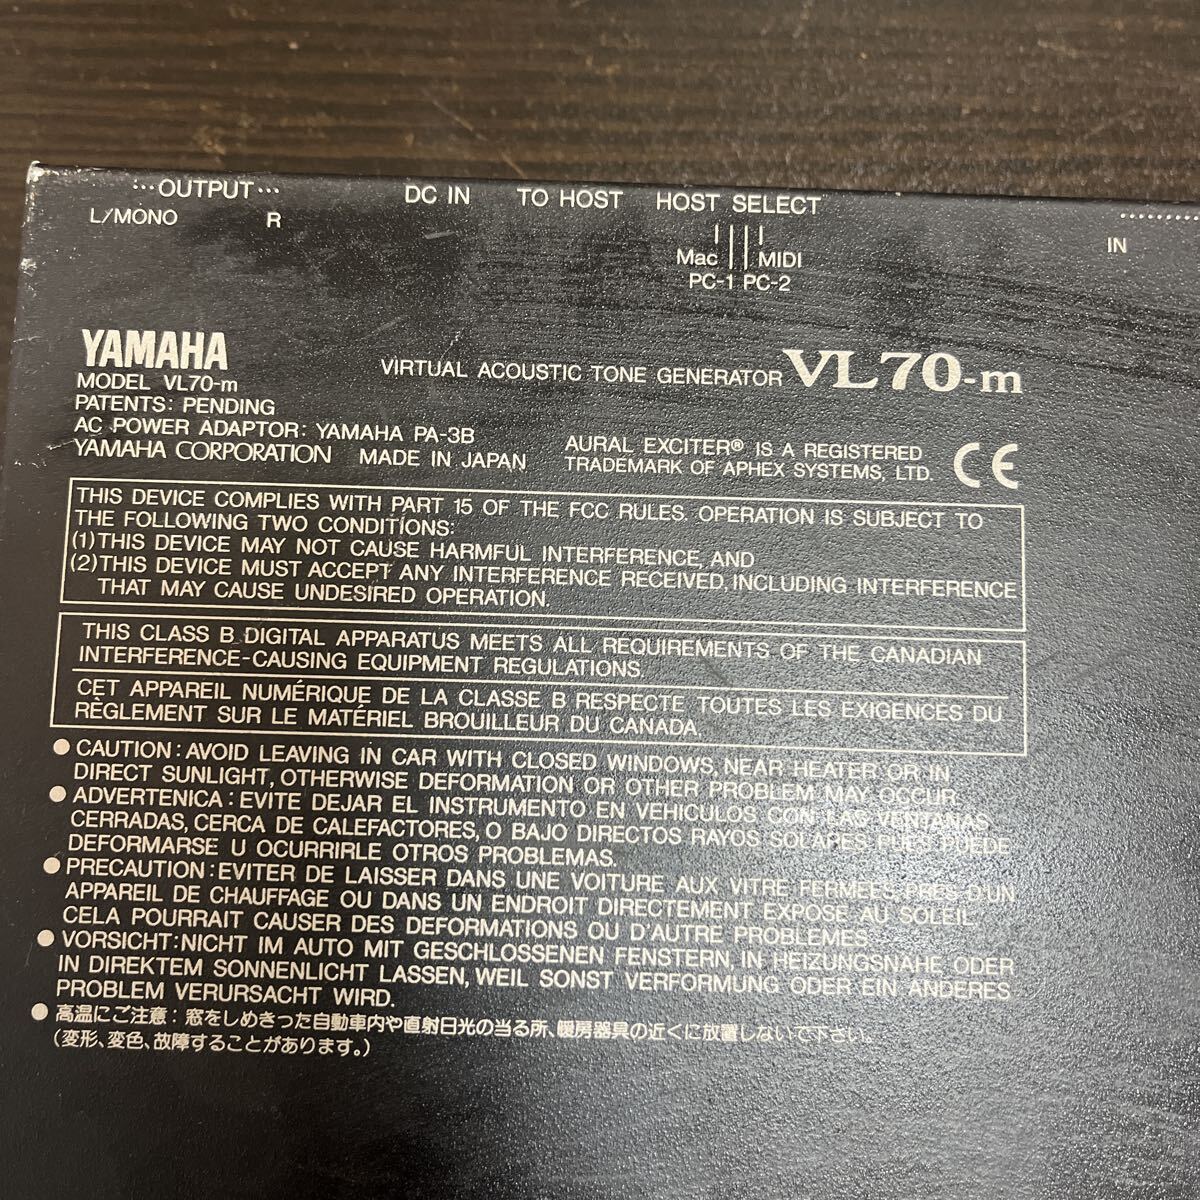 OUTPUT
L/MONO R
DC IN
TO HOST
HOST SELECT
Mac MIDI
PC-1 PC-2
IN
YAMAHA
MODEL VL70-m
PATENTS: PENDING
AC POWER ADAPTOR: YAMAHA PA-3B
YAMAHA CORPORATION MADE IN JAPAN
VIRTUAL ACOUSTIC TONE GENERATOR VL70-m
AURAL EXCITER® IS A REGISTERED
TRADEMARK OF APHEX SYSTEMS, LTD.
CE
THIS DEVICE COMPLIES WITH PART 15 OF THE FCC RULES. OPERATION IS SUBJECT TO
THE FOLLOWING TWO CONDITIONS:
(1)THIS DEVICE MAY NOT CAUSE HARMFUL INTERFERENCE, AND
(2)THIS DEVICE MUST ACCEPT ANY INTERFERENCE RECEIVED, INCLUDING INTERFERENCE
THAT MAY CAUSE UNDESIRED OPERATION.
THIS CLASS B DIGITAL APPARATUS MEETS ALL REQUIREMENTS OF THE CANADIAN
INTERFERENCE-CAUSING EQUIPMENT REGULATIONS.
CET APPAREIL NUMÉRIQUE DE LA CLASSE B RESPECTE TOUTES LES EXIGENCES DU
RÈGLEMENT SUR LE MATÉRIEL BROUILLEUR DU CANADA.
● CAUTION: AVOID LEAVING IN CAR WITH CLOSED WINDOWS, NEAR HEATER OR IN
DIRECT SUNLIGHT, OTHERWISE DEFORMATION OR OTHER PROBLEM MAY OCCUR.
● ADVERTENICA: EVITE DEJAR EL INSTRUMENTO EN VEHICULOS CON LAS VENTANAS
CERRADAS, CERCA DE CALEFACTORES, O BAJO DIRECTOS RAYOS SOLARES PUES PUEDE
DEFORMARSE U OCURRIRLE OTROS PROBLEMAS.
● PRECAUTION: EVITER DE LAISSER DANS UNE VOITURE AUX VITRE FERMEES PRES D'UN
APPAREIL DE CHAUFFAGE OU DANS UN ENDROIT DIRECTEMENT EXPOSE AU SOLEIL,
CELA POURRAIT CAUSER DES DEFORMATIONS OU D'AUTRE PROBLEMES.
● VORSICHT: NICHT IM AUTO MIT GESCHLOSSENEN FENSTERN, IN HEIZUNGSNAHE ODER
IN DIREKTEM SONNENLICHT LASSEN, WEIL SONST VERFORMUNG ODER EIN ANDERES
PROBLEM VERURSACHT WIRD.
● 高温にご注意: 窓をしめきった自動車内や直射日光の当る所、暖房器具の近くに放置しないで下さい。
(変形、変色、故障することがあります。)